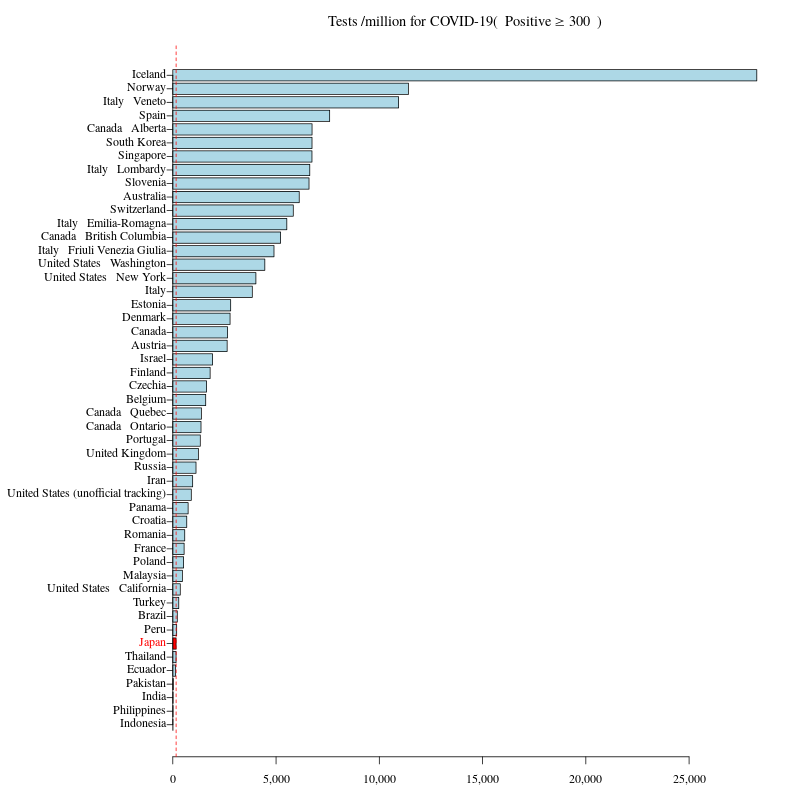 Tests /million for COVID-19(  Positive ≥ 300  )
Iceland
Norway
Italy   Veneto
Spain
Canada   Alberta
South Korea
Singapore
Italy   Lombardy
Slovenia
Australia
Switzerland
Italy   Emilia-Romagna
Canada   British Columbia
Italy   Friuli Venezia Giulia
United States   Washington
United States   New York
Italy
Estonia
Denmark
Canada
Austria
Israel
Finland
Czechia
Belgium
Canada   Quebec
Canada   Ontario
Portugal
United Kingdom
Russia
Iran
United States (unofficial tracking)
Panama
Croatia
Romania
France
Poland
Malaysia
United States   California
Turkey
Brazil
Peru
Japan
Thailand
Ecuador
Pakistan
India
Philippines
Indonesia
0 5,000 10,000 15,000 20,000 25,000